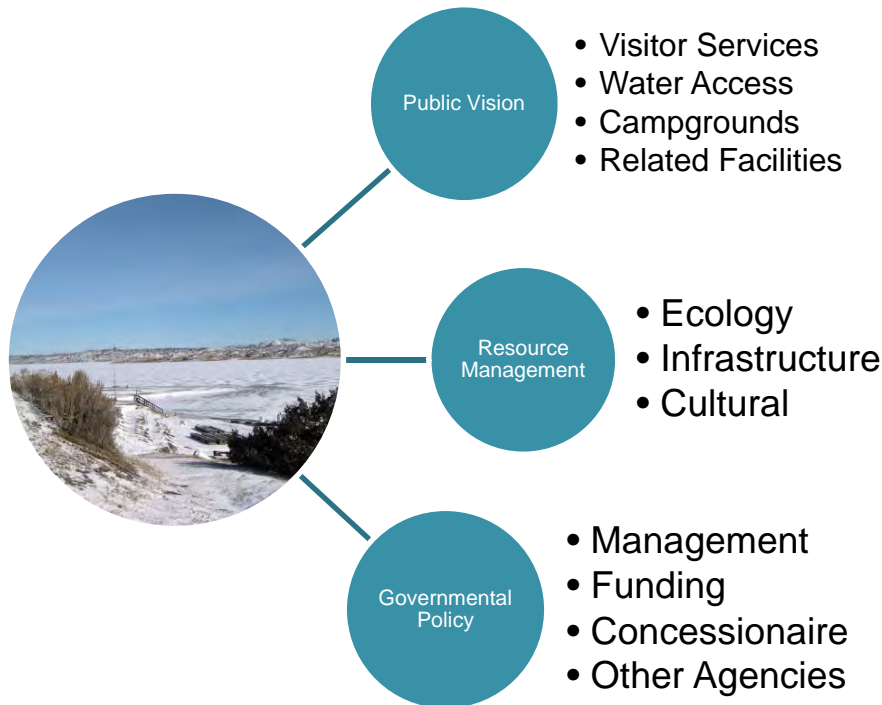 Public Vision
• Visitor Services
• Water Access
• Campgrounds
• Related Facilities
Resource
Management
• Ecology
• Infrastructure
• Cultural
Governmental
Policy
• Management
• Funding
• Concessionaire
• Other Agencies